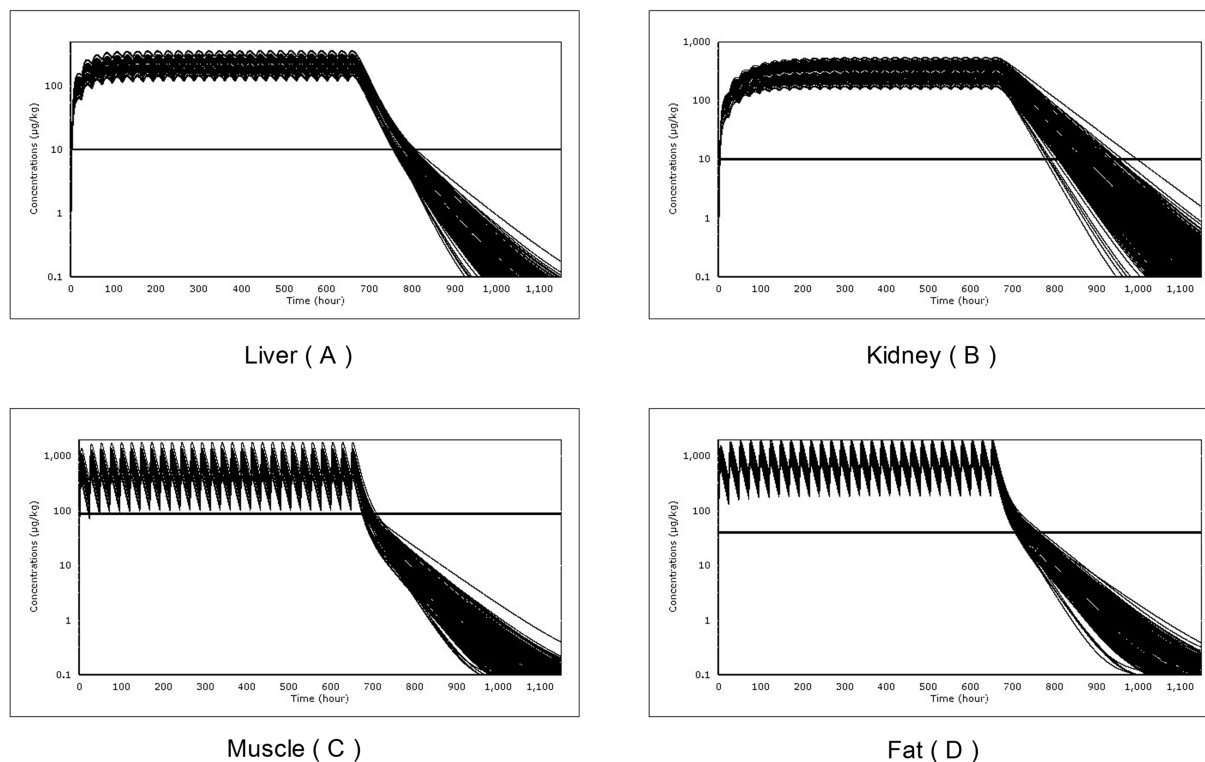 Concentrations (µg/kg)
100
10
1
0.1
0 100 200 300 400 500 600 700 800 900 1,000 1,100
Time (hour)
Liver ( A )
Concentrations (µg/kg)
1,000
100
10
1
0.1
0 100 200 300 400 500 600 700 800 900 1,000 1,100
Time (hour)
Kidney ( B )
Concentrations (µg/kg)
1,000
100
10
1
0.1
0 100 200 300 400 500 600 700 800 900 1,000 1,100
Time (hour)
Muscle ( C )
Concentrations (µg/kg)
1,000
100
10
1
0.1
0 100 200 300 400 500 600 700 800 900 1,000 1,100
Time (hour)
Fat ( D )